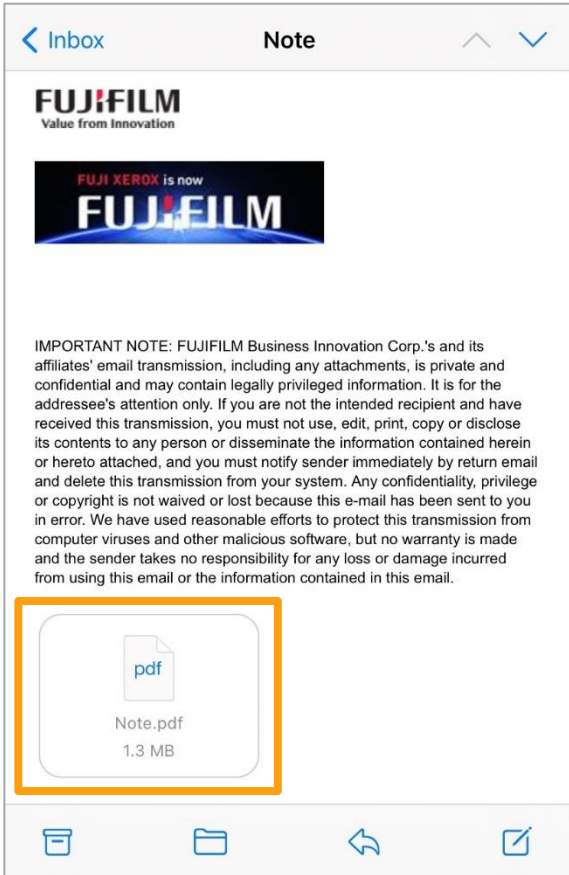 Inbox
Note
FUJIFILM
Value from Innovation
FUJI XEROX is now
FUJIFILM
IMPORTANT NOTE: FUJIFILM Business Innovation Corp.'s and its
affiliates' email transmission, including any attachments, is private and
confidential and may contain legally privileged information. It is for the
addressee's attention only. If you are not the intended recipient and have
received this transmission, you must not use, edit, print, copy or disclose
its contents to any person or disseminate the information contained herein
or hereto attached, and you must notify sender immediately by return email
and delete this transmission from your system. Any confidentiality, privilege
or copyright is not waived or lost because this e-mail has been sent to you
in error. We have used reasonable efforts to protect this transmission from
computer viruses and other malicious software, but no warranty is made
and the sender takes no responsibility for any loss or damage incurred
from using this email or the information contained in this email.
pdf
Note.pdf
1.3 MB